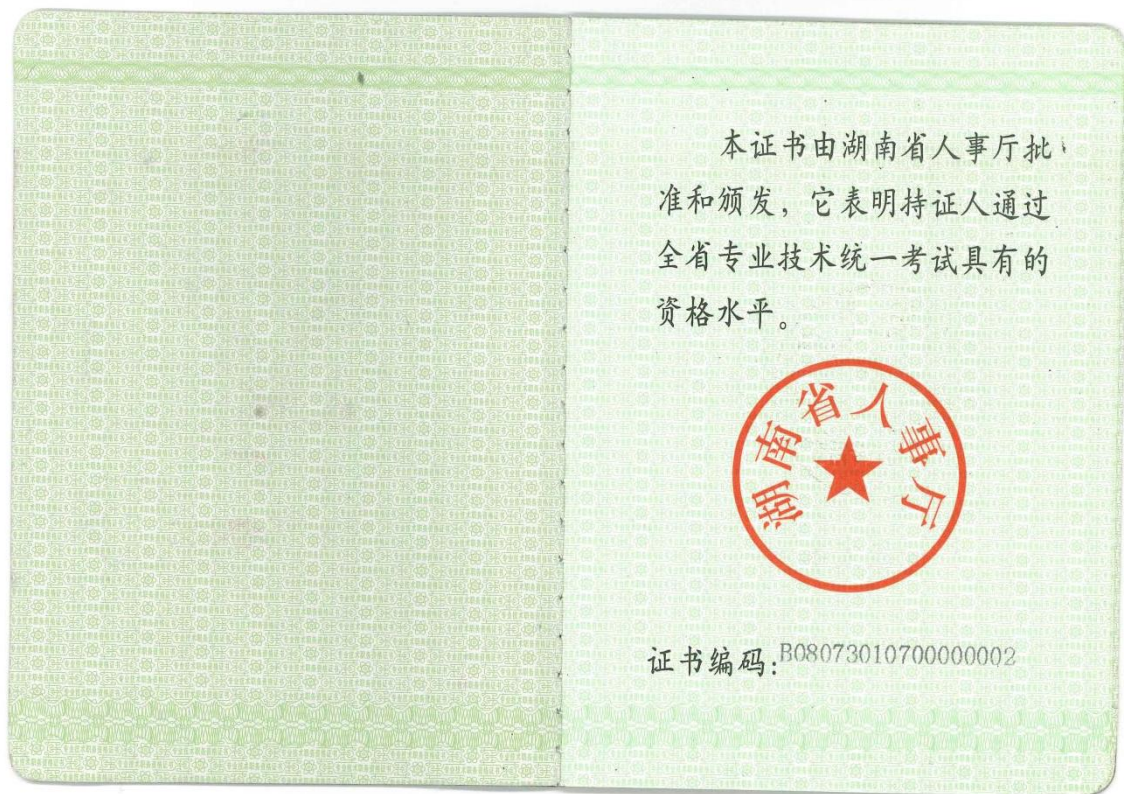 本证书由湖南省人事厅批
准和颁发，它表明持证人通过
全省专业技术统一考试具有的
资格水平。
湖南省人事厅
证书编码：B08073010700000002